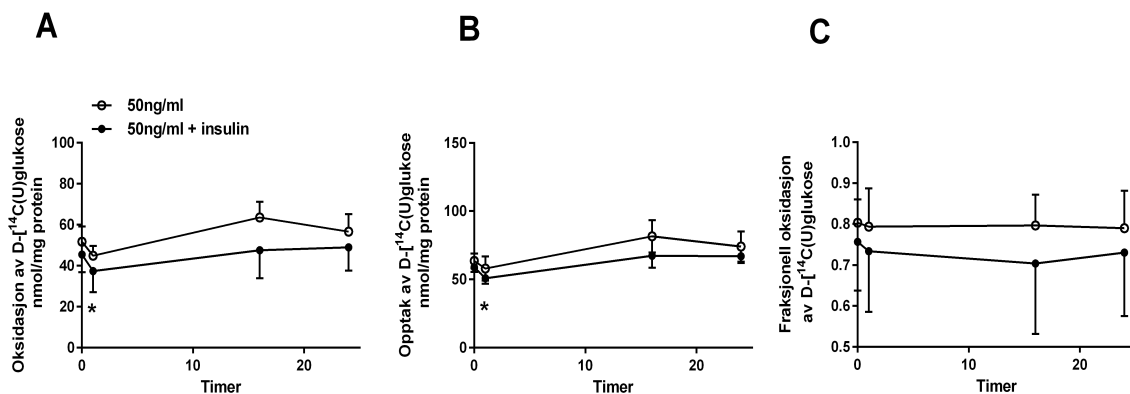 A
50ng/ml
50ng/ml + insulin
Oksidasjon av D-[¹⁴C(U)glukose
nmol/mg protein
100
80
60
40
20
0
*
0 10 20
Timer
B
Opptak av D-[¹⁴C(U)glukose
nmol/mg protein
150
100
50
0
*
0 10 20
Timer
C
Fraksjonell oksidasjon
av D-[¹⁴C(U)glukose
1.0
0.9
0.8
0.7
0.6
0.5
0 10 20
Timer